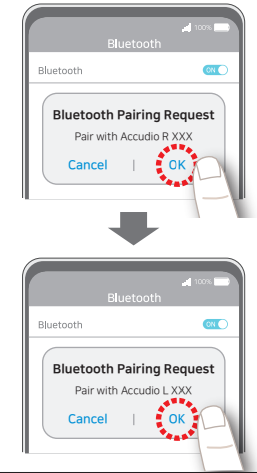 100%
Bluetooth
Bluetooth ON
Bluetooth Pairing Request
Pair with Accudio R XXX
Cancel | OK
100%
Bluetooth
Bluetooth ON
Bluetooth Pairing Request
Pair with Accudio L XXX
Cancel | OK